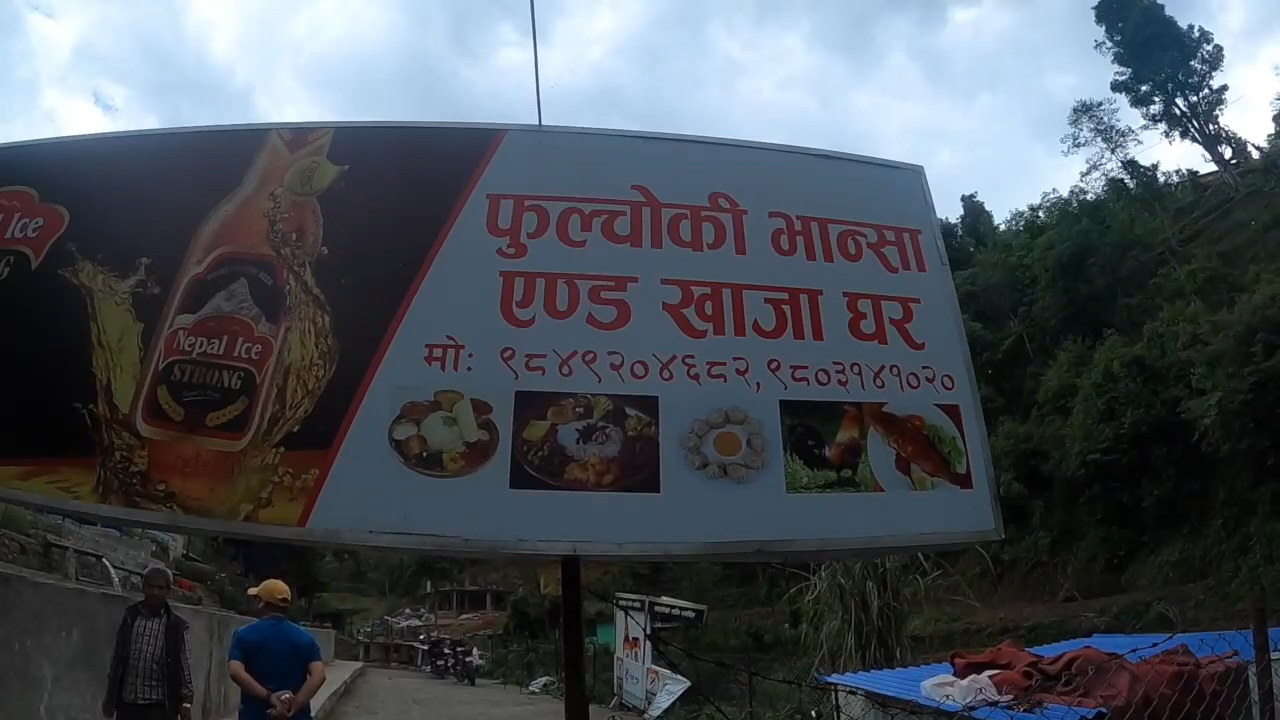 Ice
Nepal Ice
STRONG
फुल्चोकी भान्सा
एण्ड खाजा घर
मो: ९८४९२०४६८२,९८०३१४१०२०